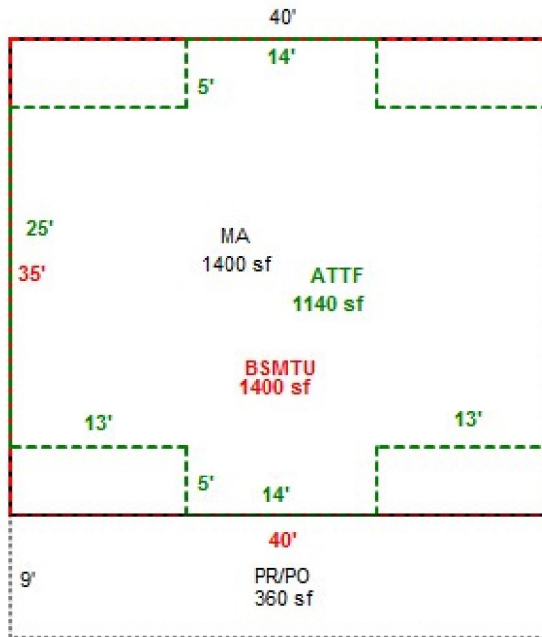 40'
14'
5'
25'
MA
1400 sf
35'
ATTF
1140 sf
BSMTU
1400 sf
13'
13'
5'
14'
40'
9'
PR/PO
360 sf